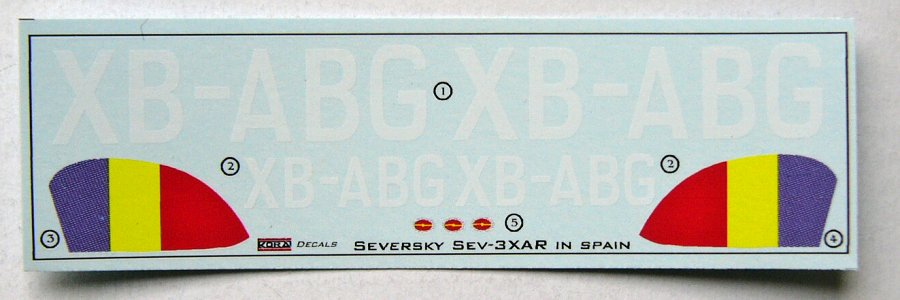 XB-ABG XB-ABG
1
2 XB-ABG XB-ABG 2
3 KORA DECALS SEVERSKY SEV-3XAR IN SPAIN 5 4